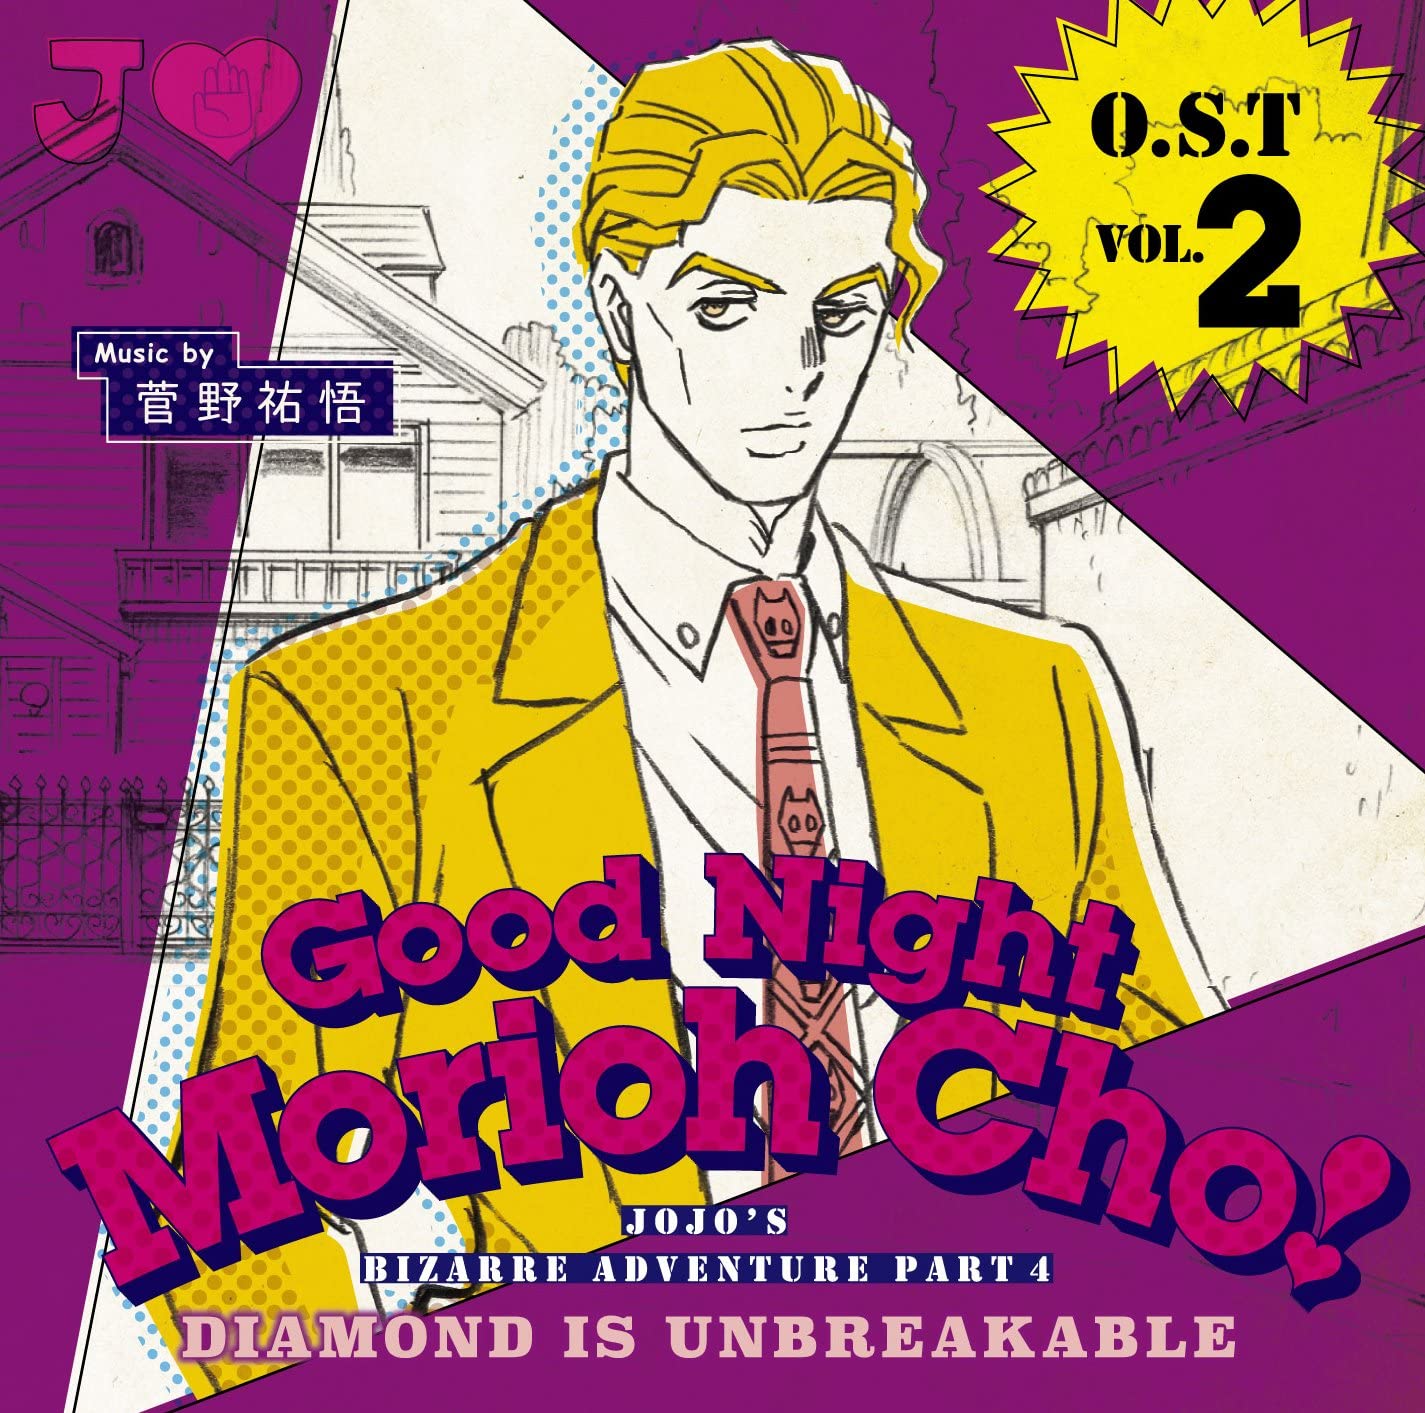 J
O.S.T
VOL.2
Music by
菅野祐悟
Good Night
Morioh Cho!
JOJO'S
BIZARRE ADVENTURE PART 4
DIAMOND IS UNBREAKABLE